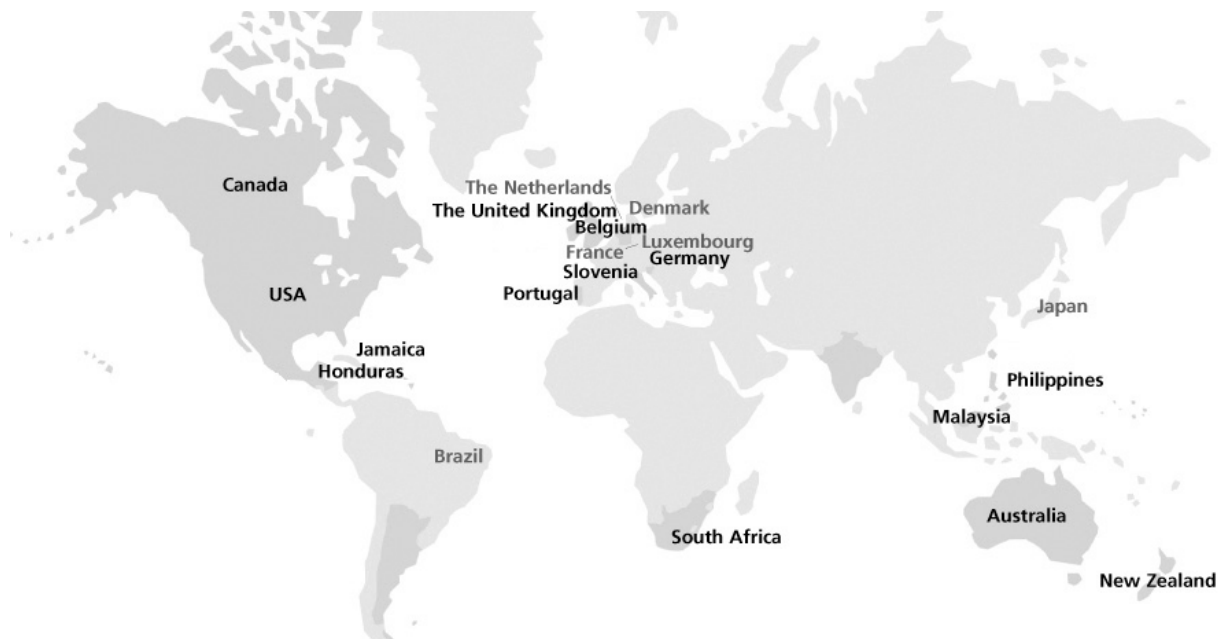 Canada
The Netherlands
The United Kingdom
Denmark
Belgium
Luxembourg
France
Germany
Slovenia
USA
Portugal
Japan
Jamaica
Honduras
Philippines
Malaysia
Brazil
Australia
South Africa
New Zealand